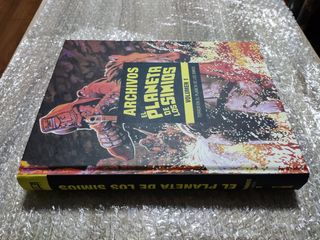 ARCHIVOS
EL PLANETA
DE LOS SIMIOS
VOLUMEN 1
EL PLANETA DE LOS SIMIOS